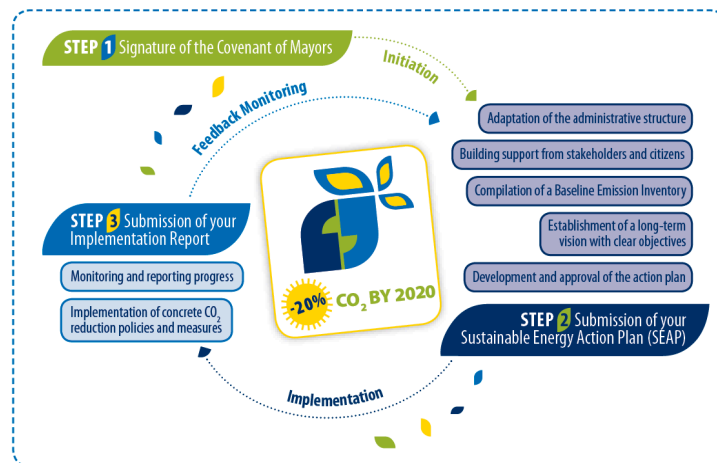 STEP 1 Signature of the Covenant of Mayors
Initiation
Feedback Monitoring
Adaptation of the administrative structure
Building support from stakeholders and citizens
Compilation of a Baseline Emission Inventory
Establishment of a long-term
vision with clear objectives
Development and approval of the action plan
STEP 2 Submission of your
Sustainable Energy Action Plan (SEAP)
STEP 3 Submission of your
Implementation Report
Monitoring and reporting progress
Implementation of concrete CO₂
reduction policies and measures
-20% CO₂ BY 2020
Implementation